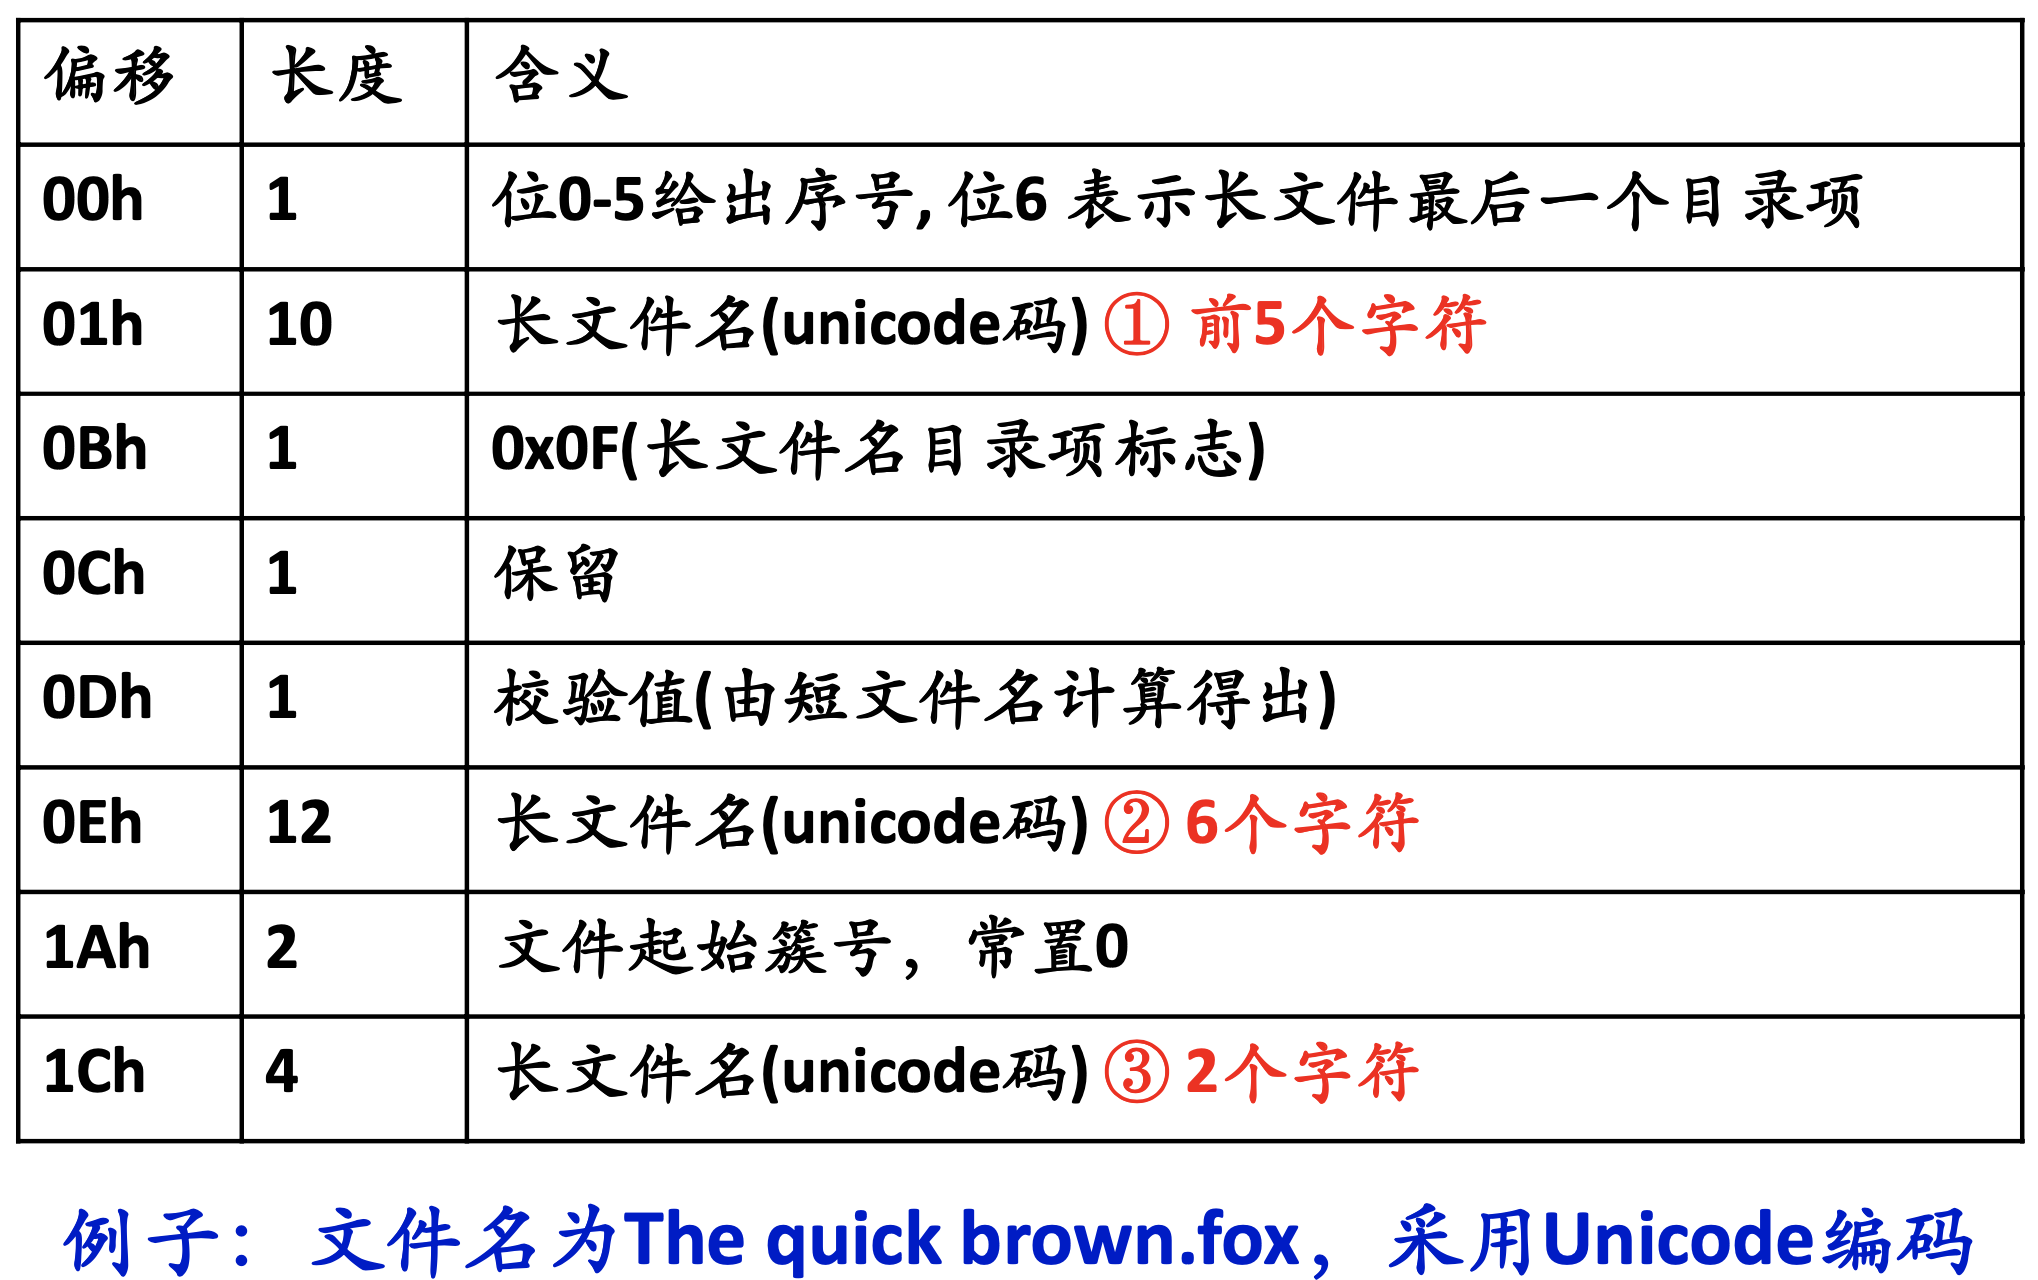 偏移 长度 含义
00h 1 位0-5给出序号, 位6 表示长文件最后一个目录项
01h 10 长文件名(unicode码) ① 前5个字符
0Bh 1 0x0F(长文件名目录项标志)
0Ch 1 保留
0Dh 1 校验值(由短文件名计算得出)
0Eh 12 长文件名(unicode码) ② 6个字符
1Ah 2 文件起始簇号，常置0
1Ch 4 长文件名(unicode码) ③ 2个字符
例子：文件名为The quick brown.fox，采用Unicode编码